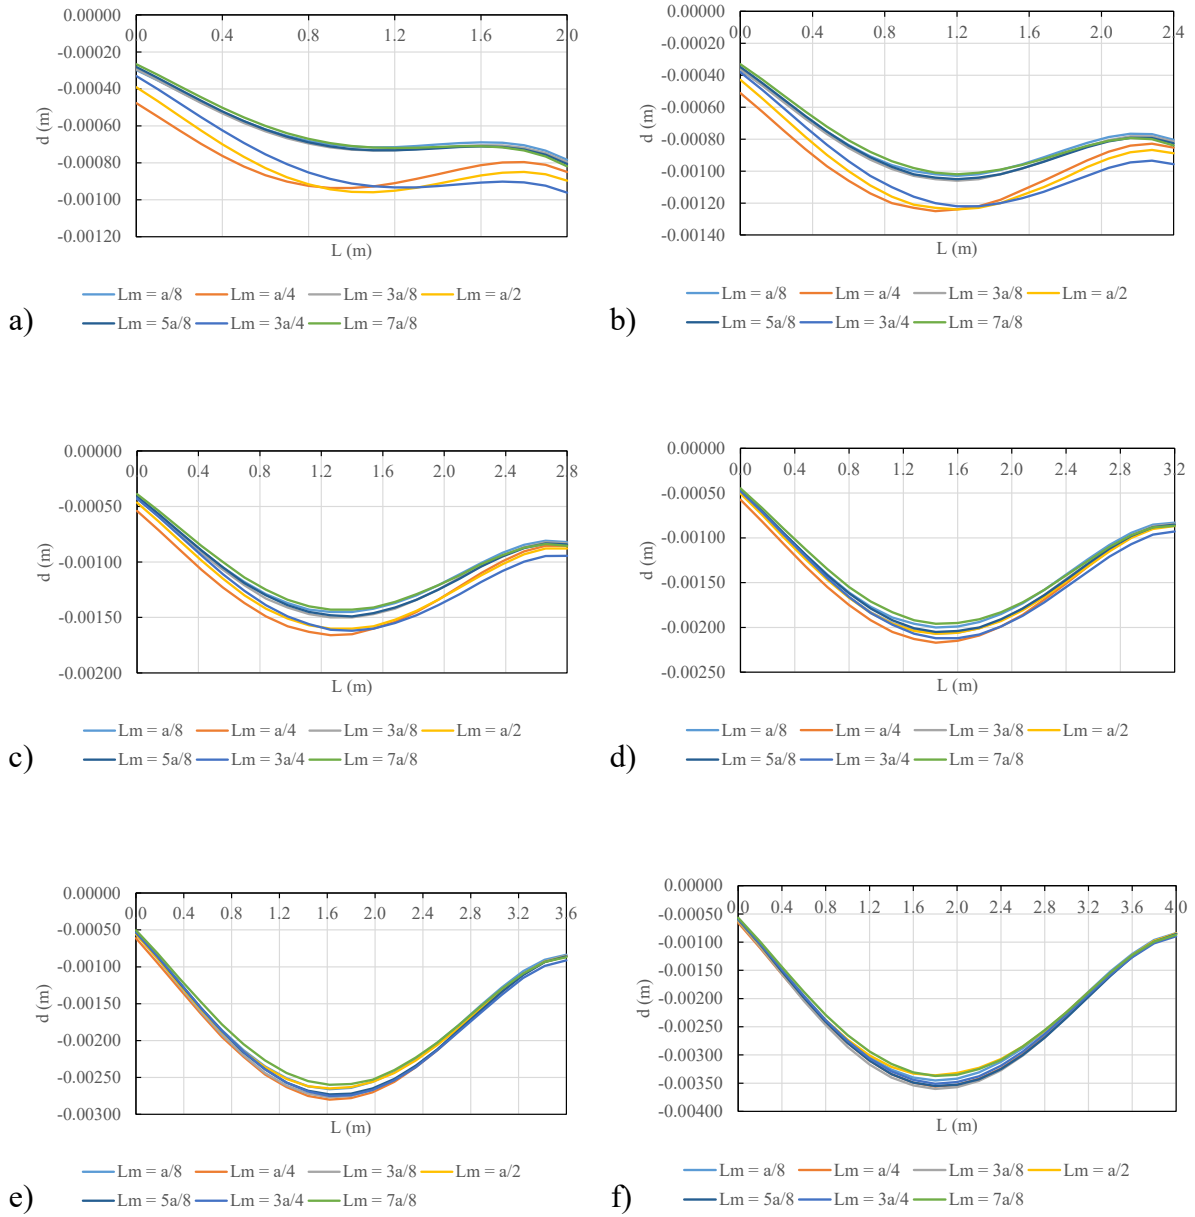 0.00000
-0.00020
-0.00040
-0.00060
-0.00080
-0.00100
-0.00120
0.0 0.4 0.8 1.2 1.6 2.0
d (m)
L (m)
Lm = a/8 Lm = a/4 Lm = 3a/8 Lm = a/2
Lm = 5a/8 Lm = 3a/4 Lm = 7a/8
a)
0.00000
-0.00020
-0.00040
-0.00060
-0.00080
-0.00100
-0.00120
-0.00140
0.0 0.4 0.8 1.2 1.6 2.0 2.4
d (m)
L (m)
Lm = a/8 Lm = a/4 Lm = 3a/8 Lm = a/2
Lm = 5a/8 Lm = 3a/4 Lm = 7a/8
b)
0.00000
-0.00050
-0.00100
-0.00150
-0.00200
0.0 0.4 0.8 1.2 1.6 2.0 2.4 2.8
d (m)
L (m)
Lm = a/8 Lm = a/4 Lm = 3a/8 Lm = a/2
Lm = 5a/8 Lm = 3a/4 Lm = 7a/8
c)
0.00000
-0.00050
-0.00100
-0.00150
-0.00200
-0.00250
0.0 0.4 0.8 1.2 1.6 2.0 2.4 2.8 3.2
d (m)
L (m)
Lm = a/8 Lm = a/4 Lm = 3a/8 Lm = a/2
Lm = 5a/8 Lm = 3a/4 Lm = 7a/8
d)
0.00000
-0.00050
-0.00100
-0.00150
-0.00200
-0.00250
-0.00300
0.0 0.4 0.8 1.2 1.6 2.0 2.4 2.8 3.2 3.6
d (m)
L (m)
Lm = a/8 Lm = a/4 Lm = 3a/8 Lm = a/2
Lm = 5a/8 Lm = 3a/4 Lm = 7a/8
e)
0.00000
-0.00050
-0.00100
-0.00150
-0.00200
-0.00250
-0.00300
-0.00350
-0.00400
0.0 0.4 0.8 1.2 1.6 2.0 2.4 2.8 3.2 3.6 4.0
d (m)
L (m)
Lm = a/8 Lm = a/4 Lm = 3a/8 Lm = a/2
Lm = 5a/8 Lm = 3a/4 Lm = 7a/8
f)